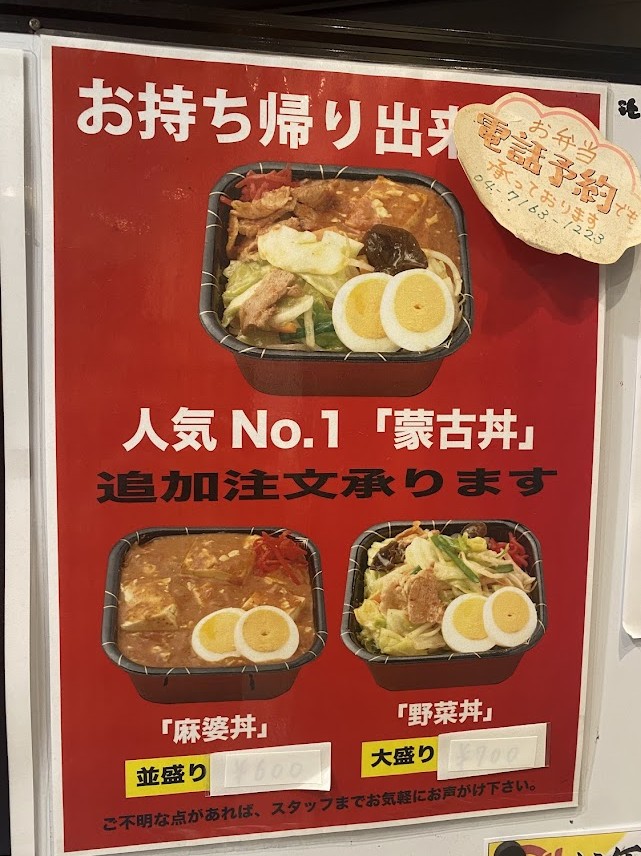 お持ち帰り出来
お弁当
電話予約でも
承っております
04-7163-1223
人気 No.1「蒙古丼」
追加注文承ります
「麻婆丼」
「野菜丼」
並盛り ¥600
大盛り ¥700
ご不明な点があれば、スタッフまでお気軽にお声がけ下さい。